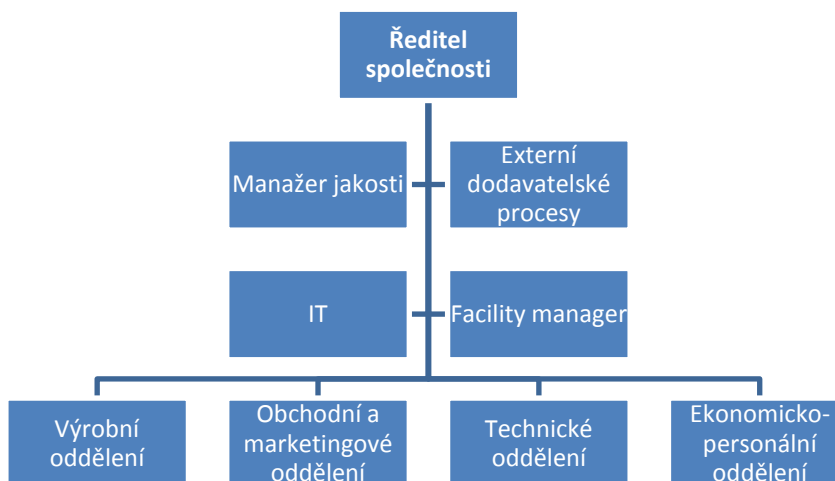 Ředitel
společnosti
Manažer jakosti
Externí
dodavatelské
procesy
IT
Facility manager
Výrobní
oddělení
Obchodní a
marketingové
oddělení
Technické
oddělení
Ekonomicko-
personální
oddělení